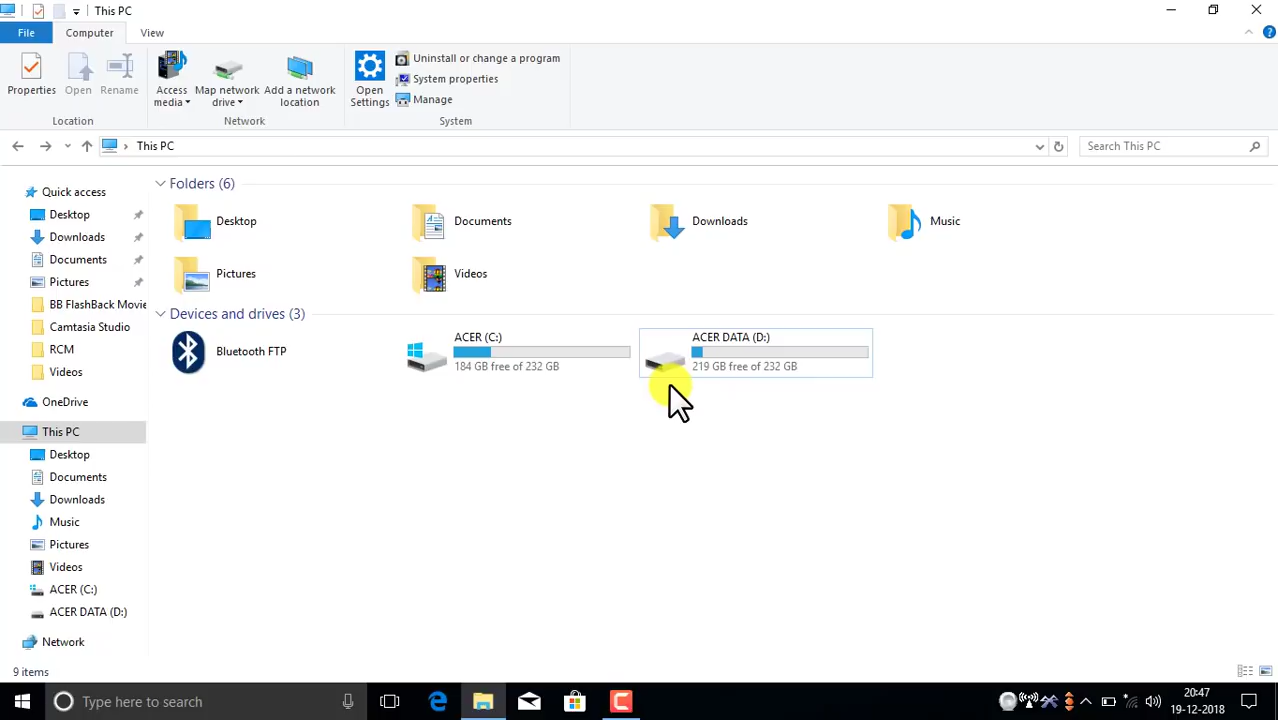 This PC
File
Computer
View
Properties
Open
Rename
Location
Access media
Map network drive
Add a network location
Network
Open Settings
Uninstall or change a program
System properties
Manage
System
This PC
Search This PC
Quick access
Desktop
Downloads
Documents
Pictures
BB FlashBack Movie
Camtasia Studio
RCM
Videos
OneDrive
This PC
Desktop
Documents
Downloads
Music
Pictures
Videos
ACER (C:)
ACER DATA (D:)
Network
Folders (6)
Desktop
Documents
Downloads
Music
Pictures
Videos
Devices and drives (3)
Bluetooth FTP
ACER (C:)
184 GB free of 232 GB
ACER DATA (D:)
219 GB free of 232 GB
9 items
Type here to search
20:47
19-12-2018